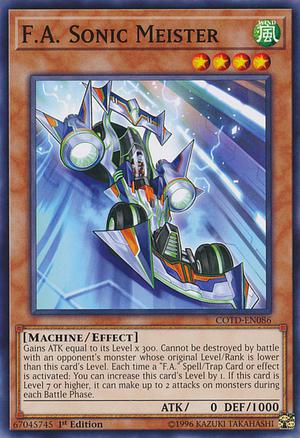 F.A. Sonic Meister
WIND
風
COTD-EN086
[Machine/Effect]
Gains ATK equal to its Level x 300. Cannot be destroyed by
battle with an opponent's monster whose original Level/Rank is lower
than this card's Level. Each time a "F.A." Spell/Trap Card or effect
is activated: You can increase this card's Level by 1. If this card is
Level 7 or higher, it can make up to 2 attacks on monsters during
each Battle Phase.
ATK/ 0 DEF/1000
67045745 1st Edition ©1996 KAZUKI TAKAHASHI